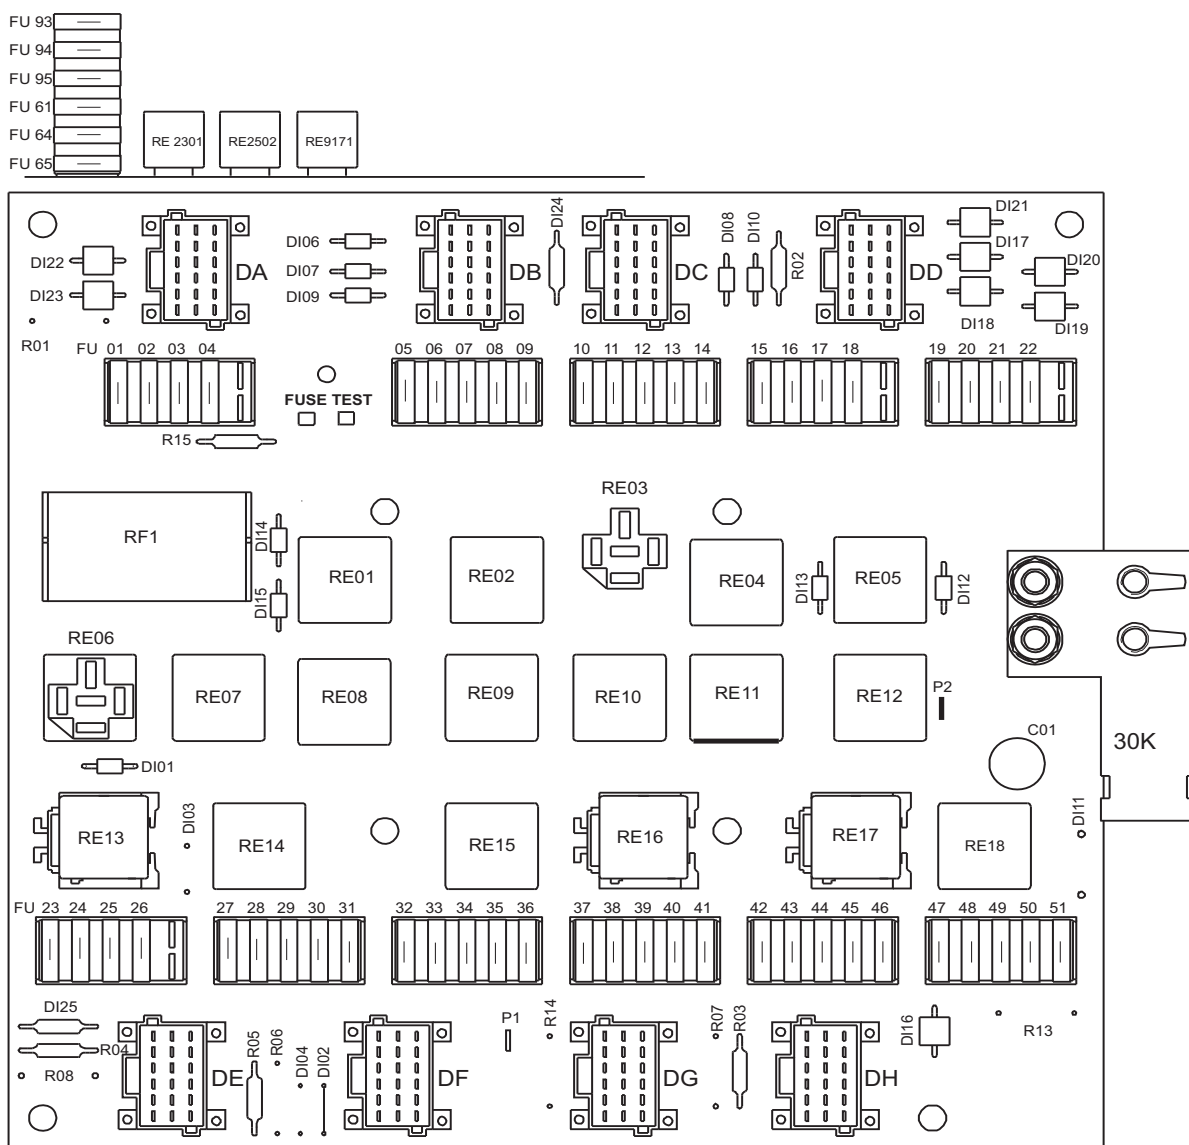 FU 93
FU 94
FU 95
FU 61
FU 64
FU 65
RE 2301
RE2502
RE9171
DI22
DI23
R01
DA
DI06
DI07
DI09
DB
DI24
DC
DI08
DI10
R02
DD
DI21
DI17
DI20
DI18
DI19
FU 01 02 03 04
05 06 07 08 09
10 11 12 13 14
15 16 17 18
19 20 21 22
FUSE TEST
R15
RF1
DI14
DI15
RE01
RE02
RE03
RE04
DI13
RE05
DI12
RE06
RE07
RE08
RE09
RE10
RE11
RE12
P2
C01
30K
DI01
RE13
DI03
RE14
RE15
RE16
RE17
RE18
DI11
FU 23 24 25 26
27 28 29 30 31
32 33 34 35 36
37 38 39 40 41
42 43 44 45 46
47 48 49 50 51
DI25
R04
R08
DE
R05
R06
DI04
DI02
DF
P1
R14
DG
R07
R03
DH
DI16
R13